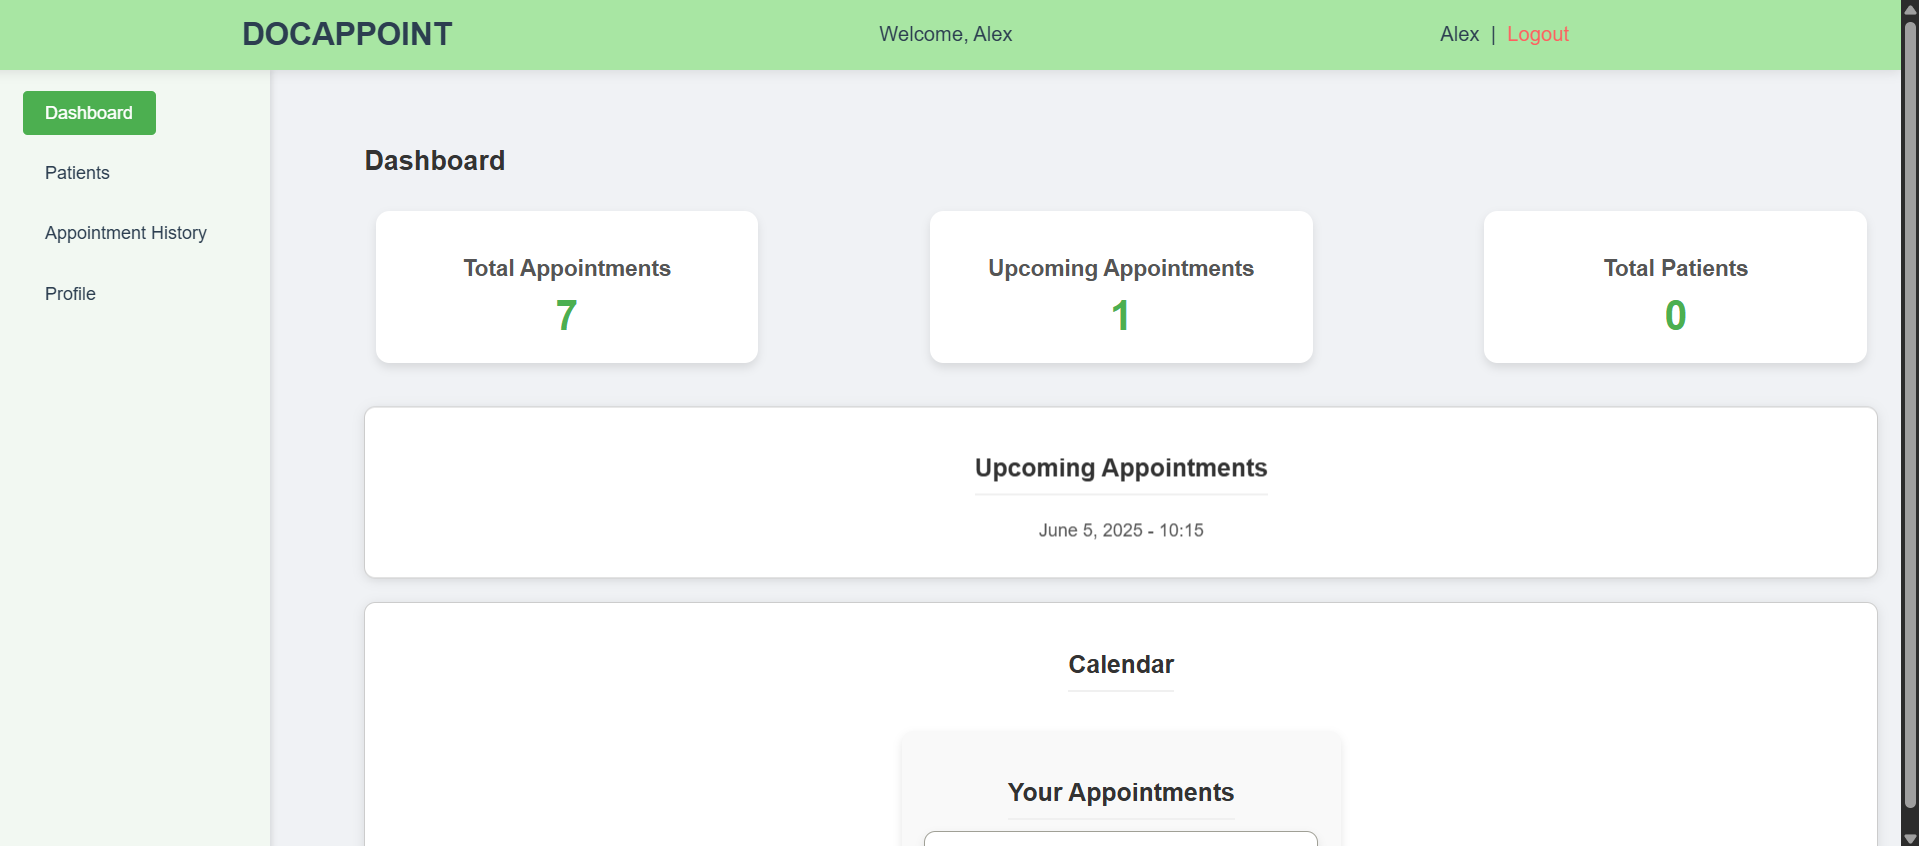 DOCAPPOINT
Welcome, Alex
Alex | Logout
Dashboard
Patients
Appointment History
Profile
Dashboard
Total Appointments
7
Upcoming Appointments
1
Total Patients
0
Upcoming Appointments
June 5, 2025 - 10:15
Calendar
Your Appointments